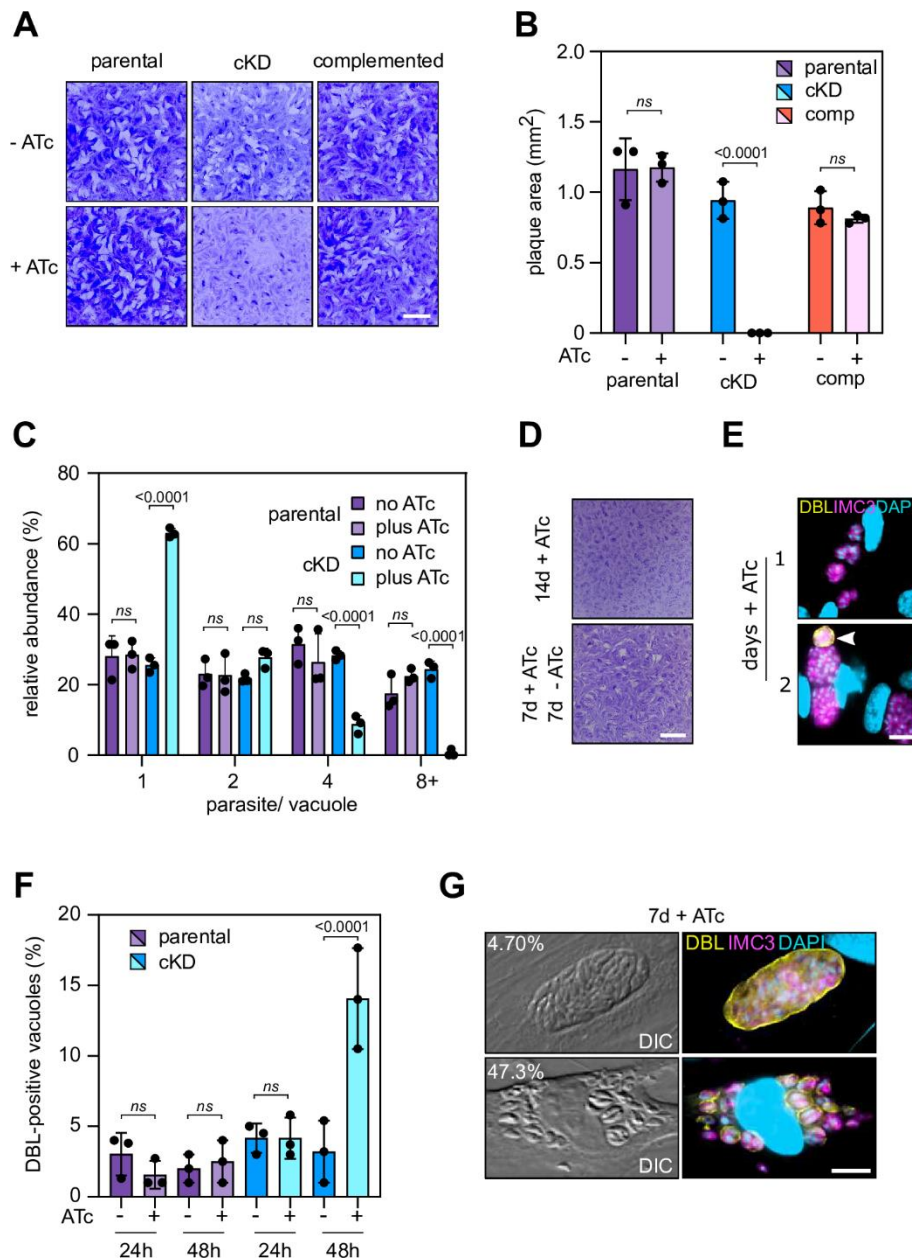 A
parental cKD complemented
- ATc
+ ATc
B
plaque area (mm²)
2.0
1.5
1.0
0.5
0
parental
cKD
comp
ns
<0.0001
ns
ATc - + - + - +
parental cKD comp
C
relative abundance (%)
80
60
40
20
0
<0.0001
parental
no ATc
plus ATc
cKD
no ATc
plus ATc
ns
ns
ns
ns
<0.0001
ns
<0.0001
1 2 4 8+
parasite/ vacuole
D
14d + ATc
7d + ATc
7d - ATc
E
DBLIMC3DAPI
days + ATc
1
2
F
DBL-positive vacuoles (%)
20
15
10
5
0
parental
cKD
ns
ns
ns
<0.0001
ATc - + - + - + - +
24h 48h 24h 48h
G
7d + ATc
4.70%
DIC
DBL IMC3 DAPI
47.3%
DIC